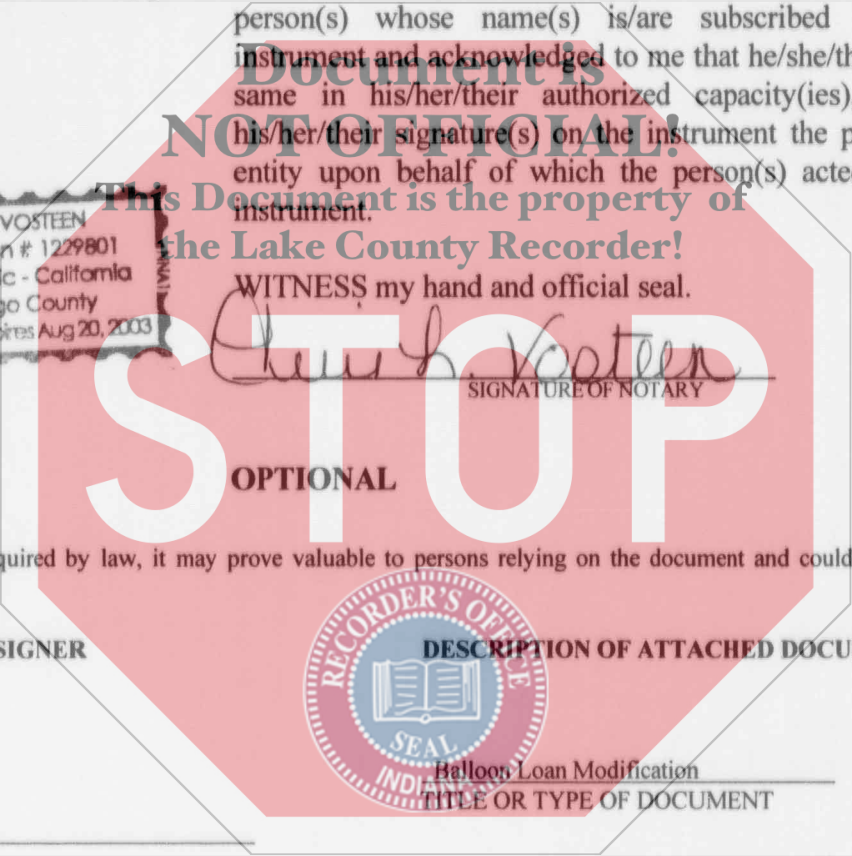 person(s) whose name(s) is/are subscribed
instrument and acknowledged to me that he/she/th
same in his/her/their authorized capacity(ies)
his/her/their signature(s) on the instrument the p
entity upon behalf of which the person(s) acte
instrument.
Document is
NOT OFFICIAL!
This Document is the property of
the Lake County Recorder!
VOSTEEN
n # 1229801
ic - California
go County
ires Aug 20, 2003
WITNESS my hand and official seal.
L. Vosteen
SIGNATURE OF NOTARY
STOP
OPTIONAL
quired by law, it may prove valuable to persons relying on the document and could
SIGNER
DESCRIPTION OF ATTACHED DOCU
RECORDER'S OFFICE
SEAL
INDIANA
Balloon Loan Modification
TITLE OR TYPE OF DOCUMENT